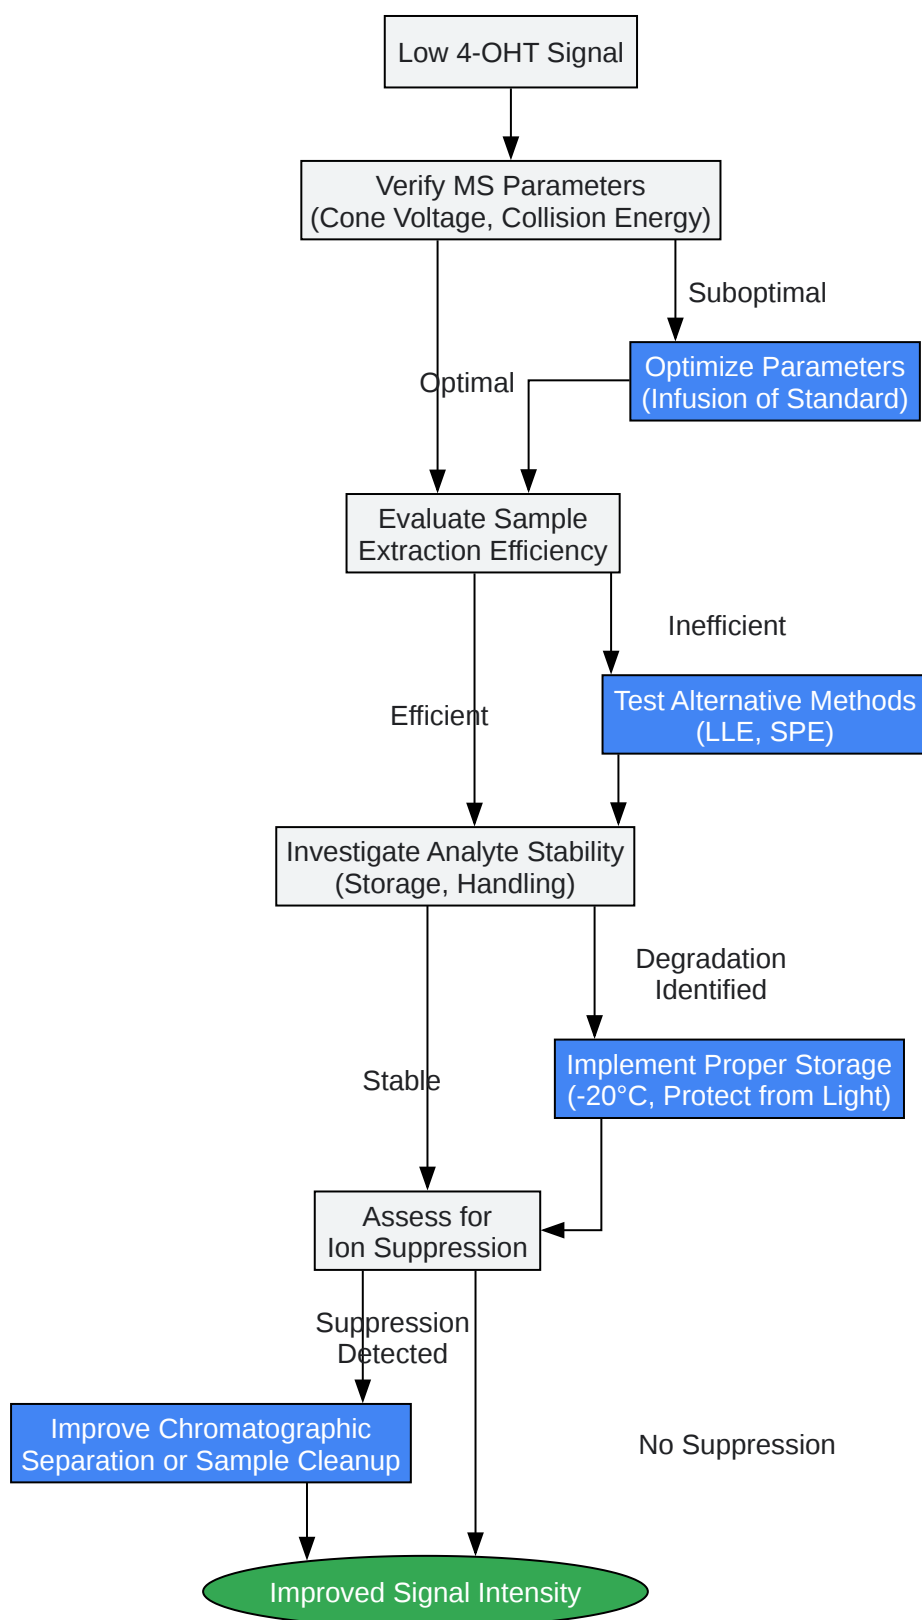 Low 4-OHT Signal
Verify MS Parameters
(Cone Voltage, Collision Energy)
Suboptimal
Optimize Parameters
(Infusion of Standard)
Optimal
Evaluate Sample
Extraction Efficiency
Inefficient
Test Alternative Methods
(LLE, SPE)
Efficient
Investigate Analyte Stability
(Storage, Handling)
Degradation
Identified
Implement Proper Storage
(-20°C, Protect from Light)
Stable
Assess for
Ion Suppression
Suppression
Detected
Improve Chromatographic
Separation or Sample Cleanup
No Suppression
Improved Signal Intensity